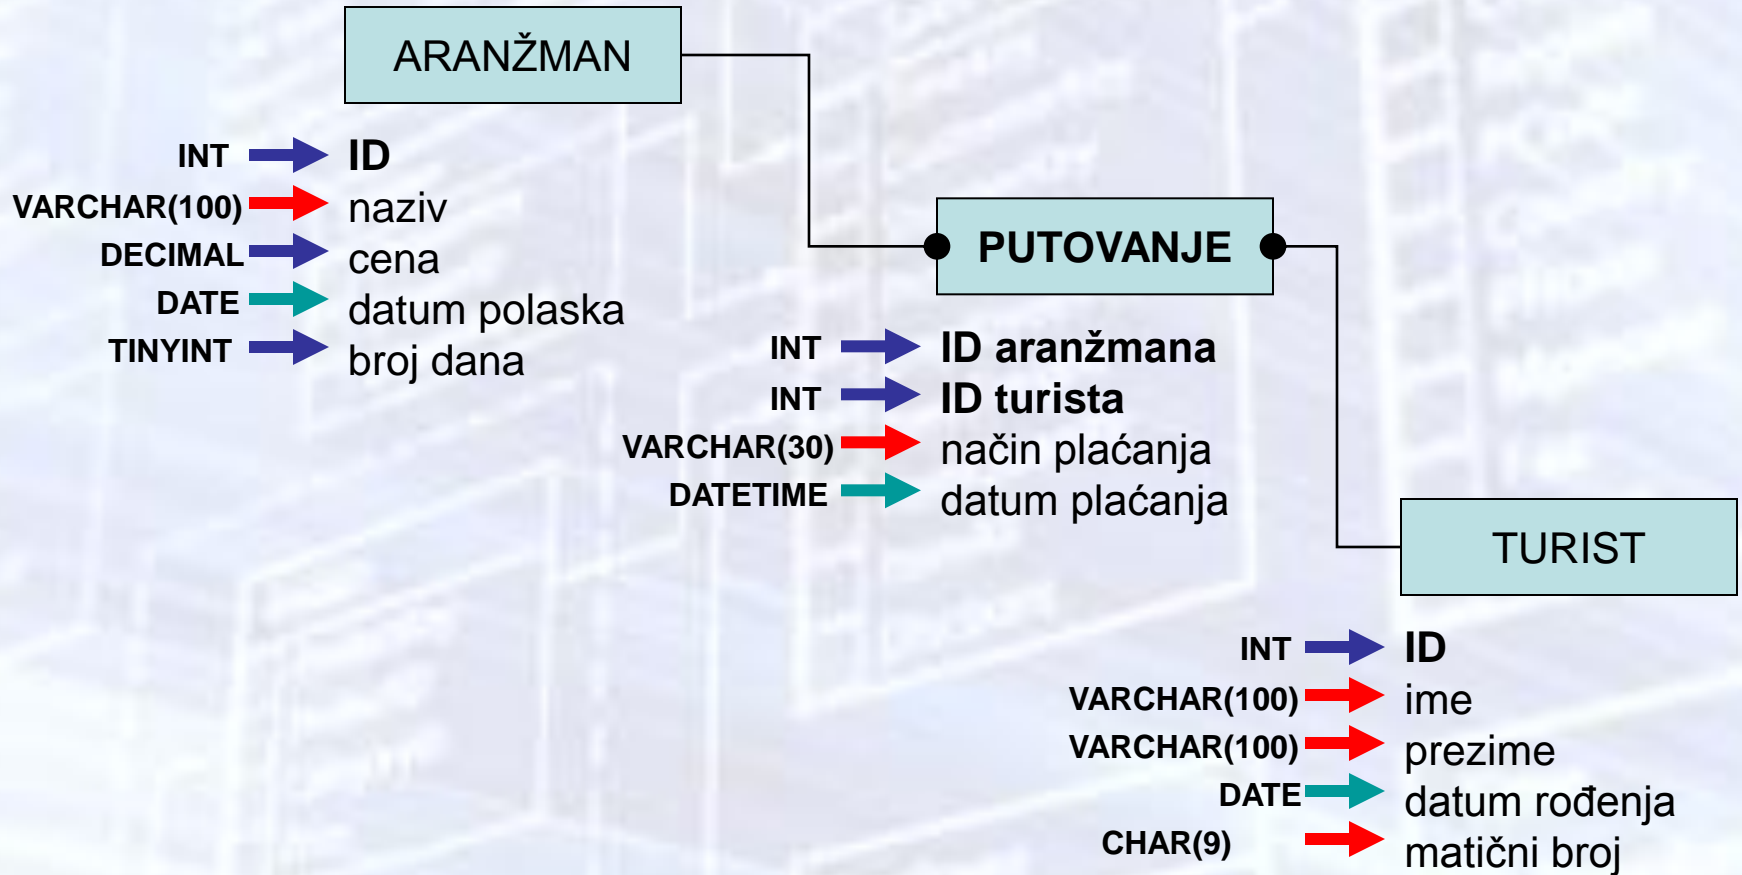 ARANŽMAN
INT ID
VARCHAR(100) naziv
DECIMAL cena
DATE datum polaska
TINYINT broj dana
PUTOVANJE
INT ID aranžmana
INT ID turista
VARCHAR(30) način plaćanja
DATETIME datum plaćanja
TURIST
INT ID
VARCHAR(100) ime
VARCHAR(100) prezime
DATE datum rođenja
CHAR(9) matični broj